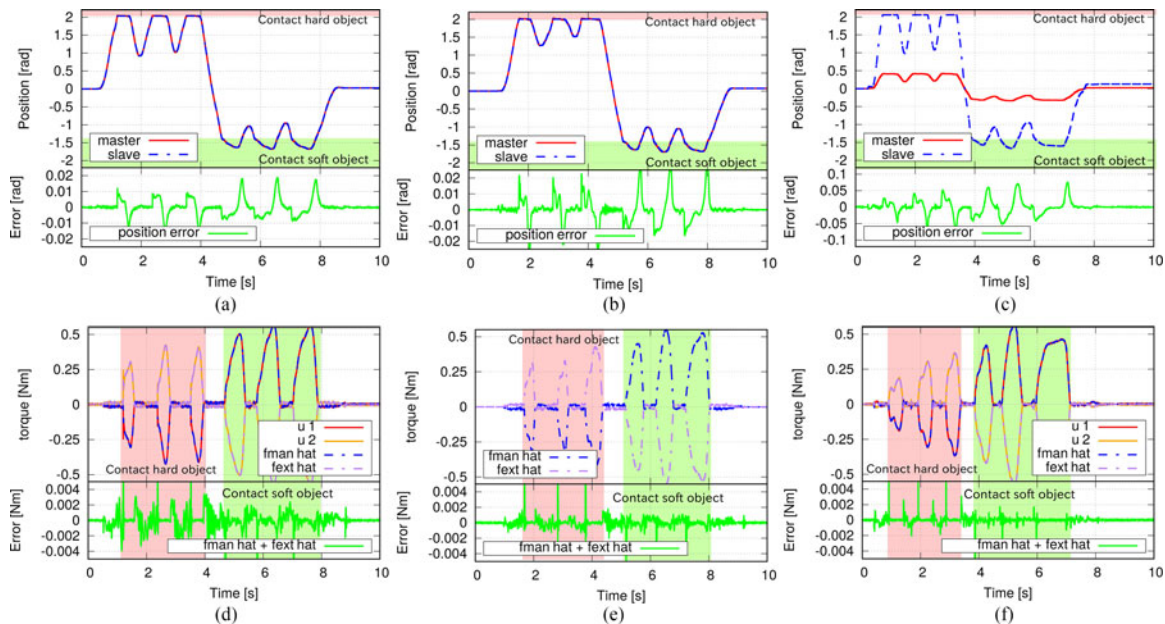 Contact hard object
Position [rad]
2
1.5
1
0.5
0
-0.5
-1
-1.5
-2
master
slave
Contact soft object
Error [rad]
0.02
0.01
0
-0.01
-0.02
position error
0 2 4 6 8 10
Time [s]
(a)
Contact hard object
Position [rad]
2
1.5
1
0.5
0
-0.5
-1
-1.5
-2
master
slave
Contact soft object
Error [rad]
0.02
0.01
0
-0.01
-0.02
position error
0 2 4 6 8 10
Time [s]
(b)
Contact hard object
Position [rad]
2
1.5
1
0.5
0
-0.5
-1
-1.5
-2
master
slave
Contact soft object
Error [rad]
0.1
0.05
0
-0.05
-0.1
position error
0 2 4 6 8 10
Time [s]
(c)
torque [Nm]
0.5
0.25
0
-0.25
-0.5
u 1
u 2
fman hat
fext hat
Contact hard object
Contact soft object
Error [Nm]
0.004
0.002
0
-0.002
-0.004
fman hat + fext hat
0 2 4 6 8 10
Time [s]
(d)
Contact hard object
torque [Nm]
0.5
0.25
0
-0.25
-0.5
fman hat
fext hat
Contact soft object
Error [Nm]
0.004
0.002
0
-0.002
-0.004
fman hat + fext hat
0 2 4 6 8 10
Time [s]
(e)
torque [Nm]
0.5
0.25
0
-0.25
-0.5
u 1
u 2
fman hat
fext hat
Contact hard object
Contact soft object
Error [Nm]
0.004
0.002
0
-0.002
-0.004
fman hat + fext hat
0 2 4 6 8 10
Time [s]
(f)